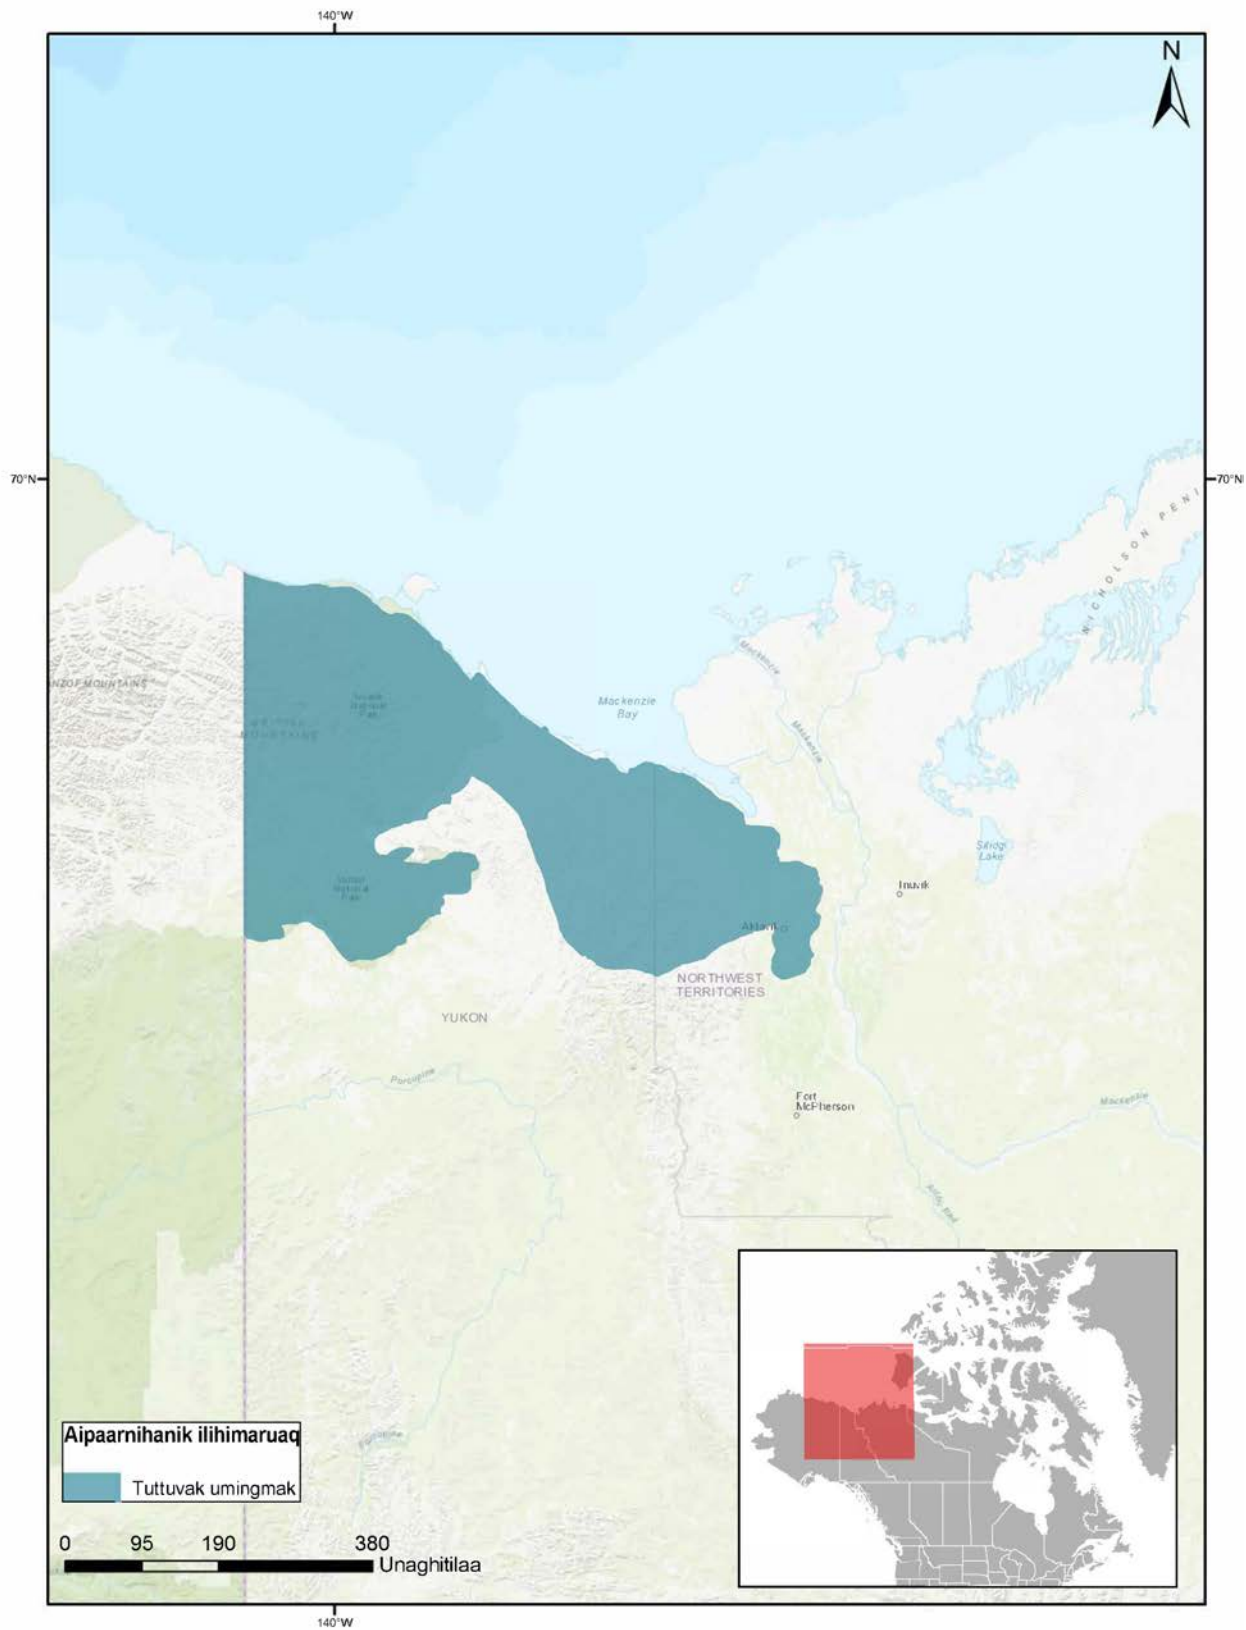 140°W
N
70°N
70°N
NICHOLSON PENI
Mackenzie
Mackenzie
Bay
Mackenzie
Inuvik
Aklavik
NORTHWEST
TERRITORIES
YUKON
Porcupine
Fort
McPherson
Mackenzie
Aipaarnihanik ilihimaruaq
Tuttuvak umingmak
0 95 190 380
Unaghitilaa
140°W